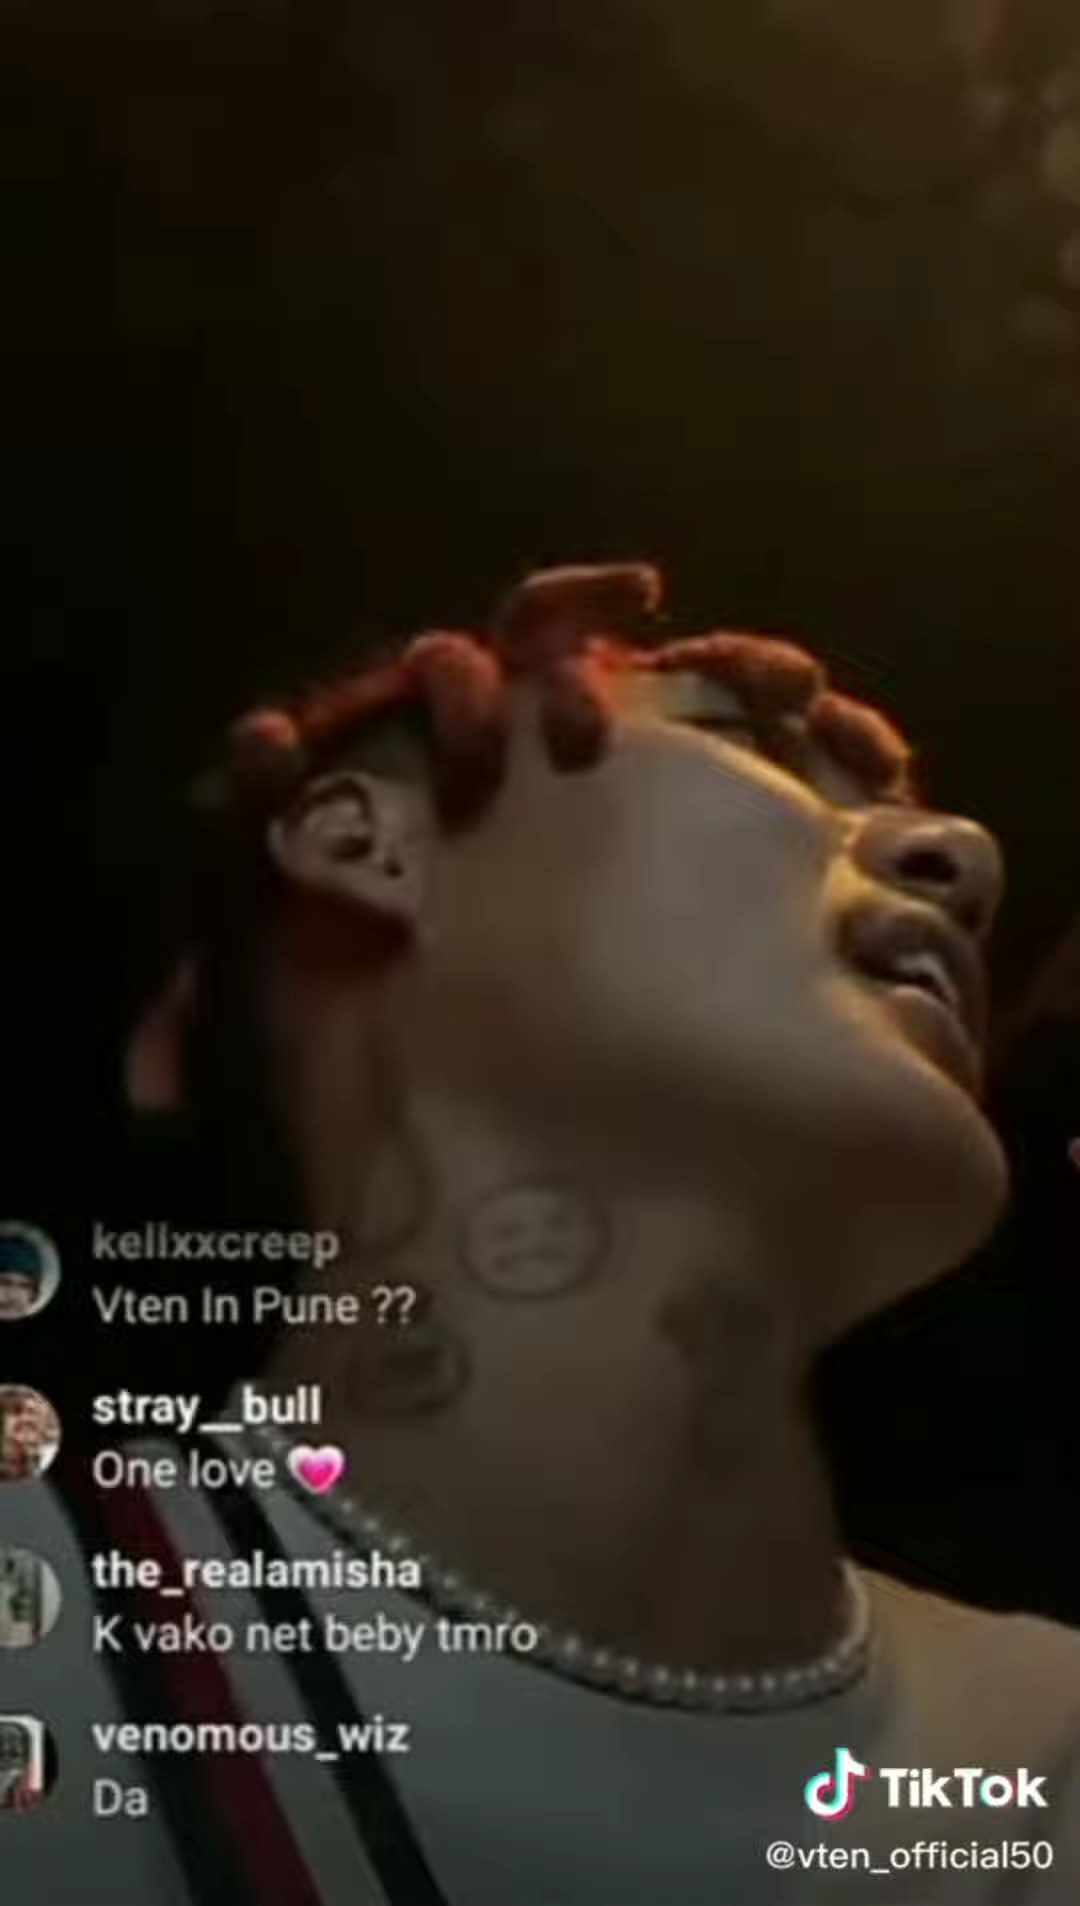 kellxxcreep
Vten In Pune ??
stray__bull
One love 💗
the_realamisha
K vako net beby tmro
venomous_wiz
Da
TikTok
@vten_official50